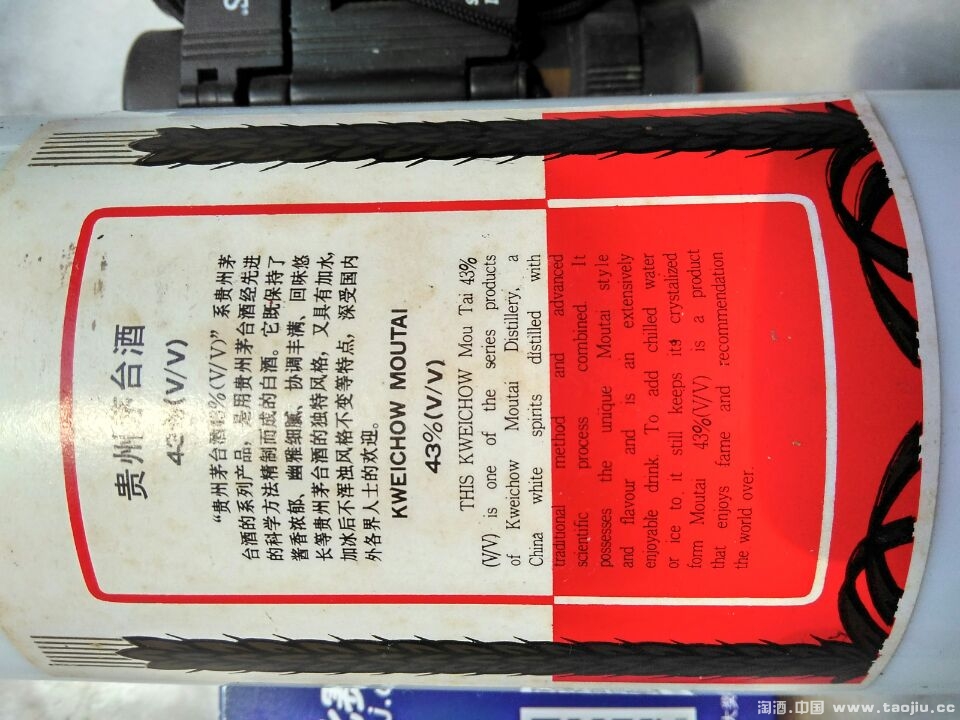 贵州茅台酒
43%(V/V)
“贵州茅台酒43%(V/V)”系贵州茅
台酒的系列产品，是用贵州茅台酒经先进
的科学方法精制而成的白酒。它既保持了
酱香浓郁、幽雅细腻、协调丰满、回味悠
长等贵州茅台酒的独特风格，又具有加水，
加冰后不浑浊风格不变等特点，深受国内
外各界人士的欢迎。
KWEICHOW MOUTAI
43%(V/V)
THIS KWEICHOW Mou Tai 43%
(V/V) is one of the series products
of Kweichow Moutai Distillery, a
China white spirits distilled with
traditional method and advanced
scientific process combined. It
possesses the unique Moutai style
and flavour and is an extensively
enjoyable drink. To add chilled water
or ice to it still keeps its crystalized
form Moutai 43%(V/V) is a product
that enjoys fame and recommendation
the world over.
淘酒.中国 www.taojiu.cc